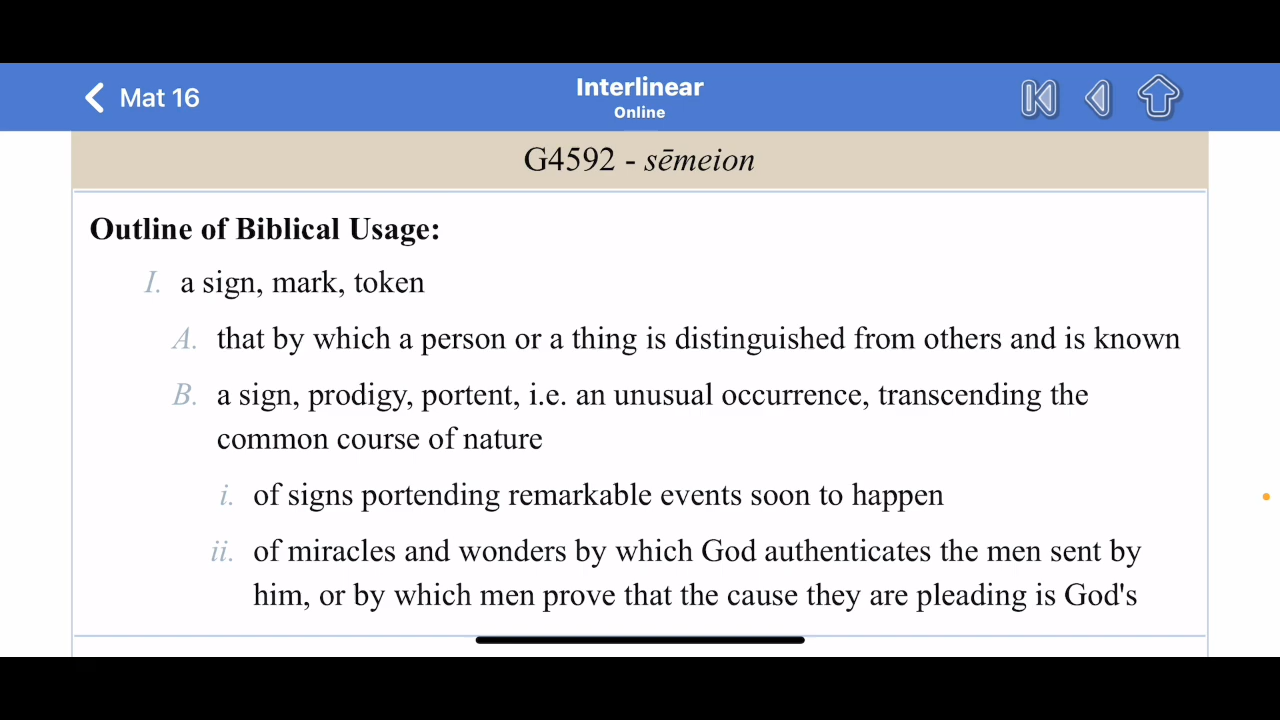 Mat 16
Interlinear
Online
G4592 - sēmeion
Outline of Biblical Usage:
I. a sign, mark, token
A. that by which a person or a thing is distinguished from others and is known
B. a sign, prodigy, portent, i.e. an unusual occurrence, transcending the
common course of nature
i. of signs portending remarkable events soon to happen
ii. of miracles and wonders by which God authenticates the men sent by
him, or by which men prove that the cause they are pleading is God's